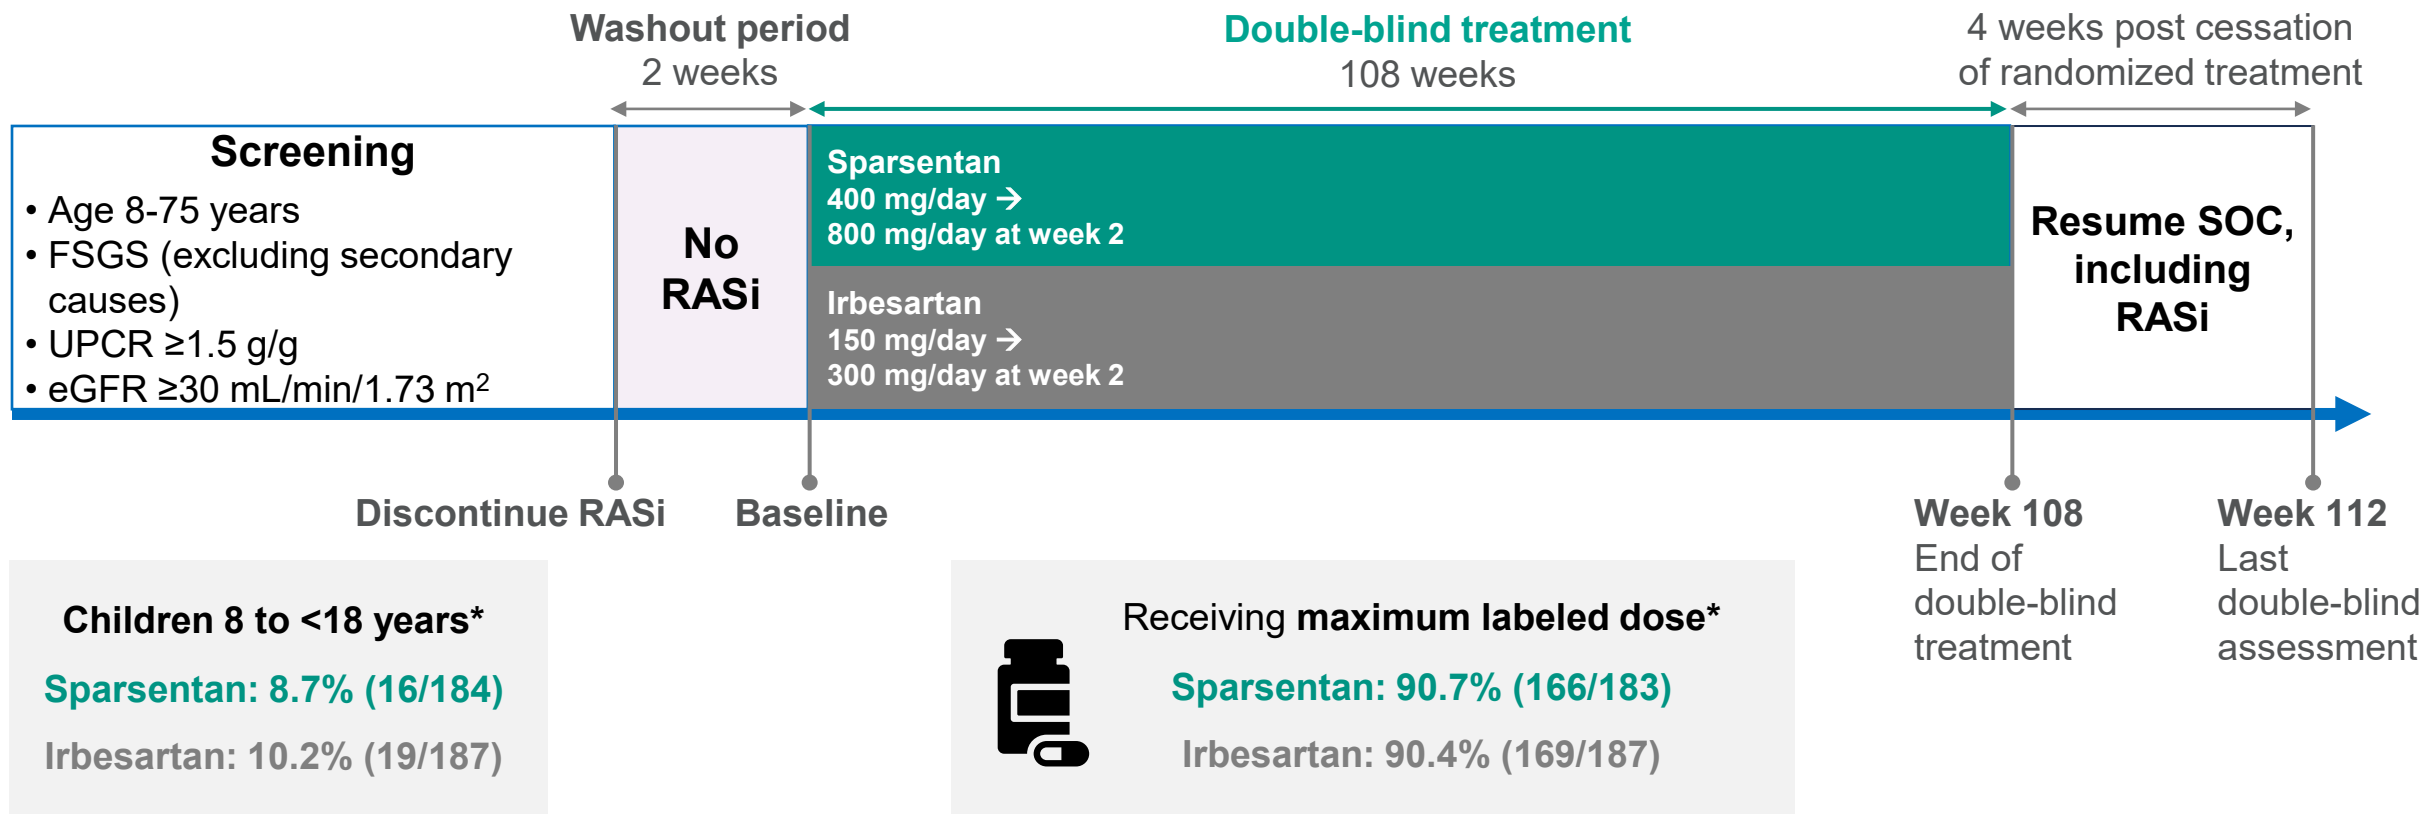 Washout period
2 weeks
Double-blind treatment
108 weeks
4 weeks post cessation
of randomized treatment
Screening
• Age 8-75 years
• FSGS (excluding secondary
causes)
• UPCR ≥1.5 g/g
• eGFR ≥30 mL/min/1.73 m²
No
RASi
Sparsentan
400 mg/day →
800 mg/day at week 2
Irbesartan
150 mg/day →
300 mg/day at week 2
Resume SOC,
including
RASi
Discontinue RASi
Baseline
Week 108
End of
double-blind
treatment
Week 112
Last
double-blind
assessment
Children 8 to <18 years*
Sparsentan: 8.7% (16/184)
Irbesartan: 10.2% (19/187)
Receiving maximum labeled dose*
Sparsentan: 90.7% (166/183)
Irbesartan: 90.4% (169/187)